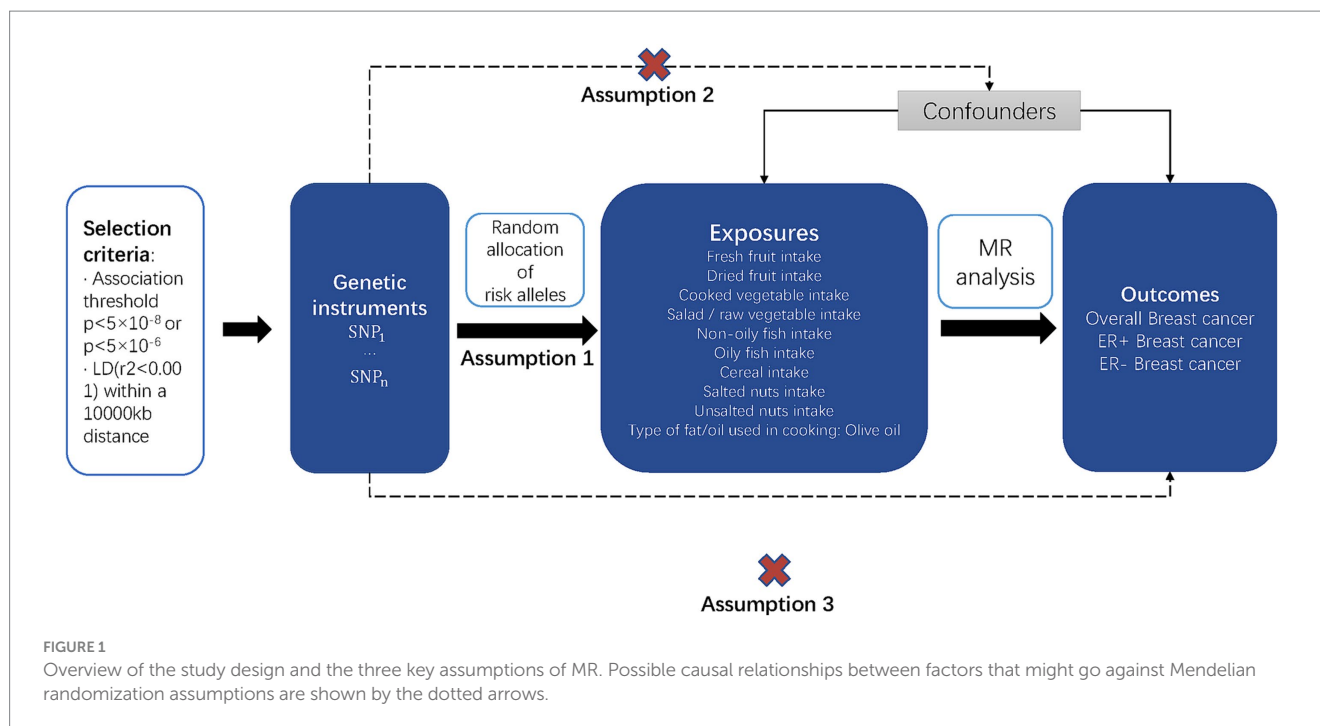 Assumption 2
Confounders
Selection
criteria:
· Association
threshold
p<5×10⁻⁸ or
p<5×10⁻⁶
· LD(r2<0.00
1) within a
10000kb
distance
Genetic
instruments
SNP₁
...
SNPₙ
Random
allocation
of
risk alleles
Assumption 1
Exposures
Fresh fruit intake
Dried fruit intake
Cooked vegetable intake
Salad / raw vegetable intake
Non-oily fish intake
Oily fish intake
Cereal intake
Salted nuts intake
Unsalted nuts intake
Type of fat/oil used in cooking: Olive oil
MR
analysis
Outcomes
Overall Breast cancer
ER+ Breast cancer
ER- Breast cancer
Assumption 3
FIGURE 1
Overview of the study design and the three key assumptions of MR. Possible causal relationships between factors that might go against Mendelian
randomization assumptions are shown by the dotted arrows.